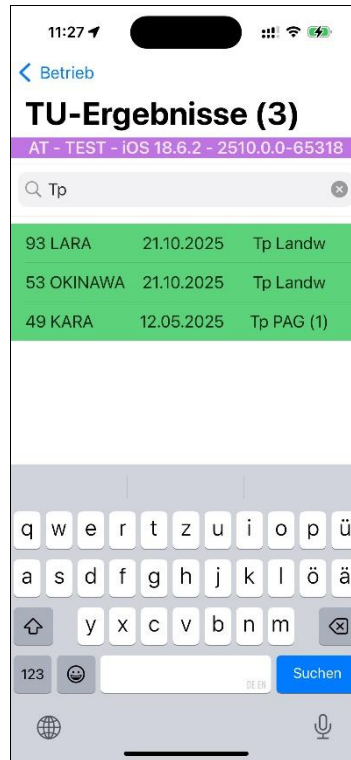 11:27
Betrieb
TU-Ergebnisse (3)
AT - TEST - iOS 18.6.2 - 2510.0.0-65318
Tp
93 LARA 21.10.2025 Tp Landw
53 OKINAWA 21.10.2025 Tp Landw
49 KARA 12.05.2025 Tp PAG (1)
q w e r t z u i o p ü
a s d f g h j k l ö ä
y x c v b n m
123 DE EN Suchen